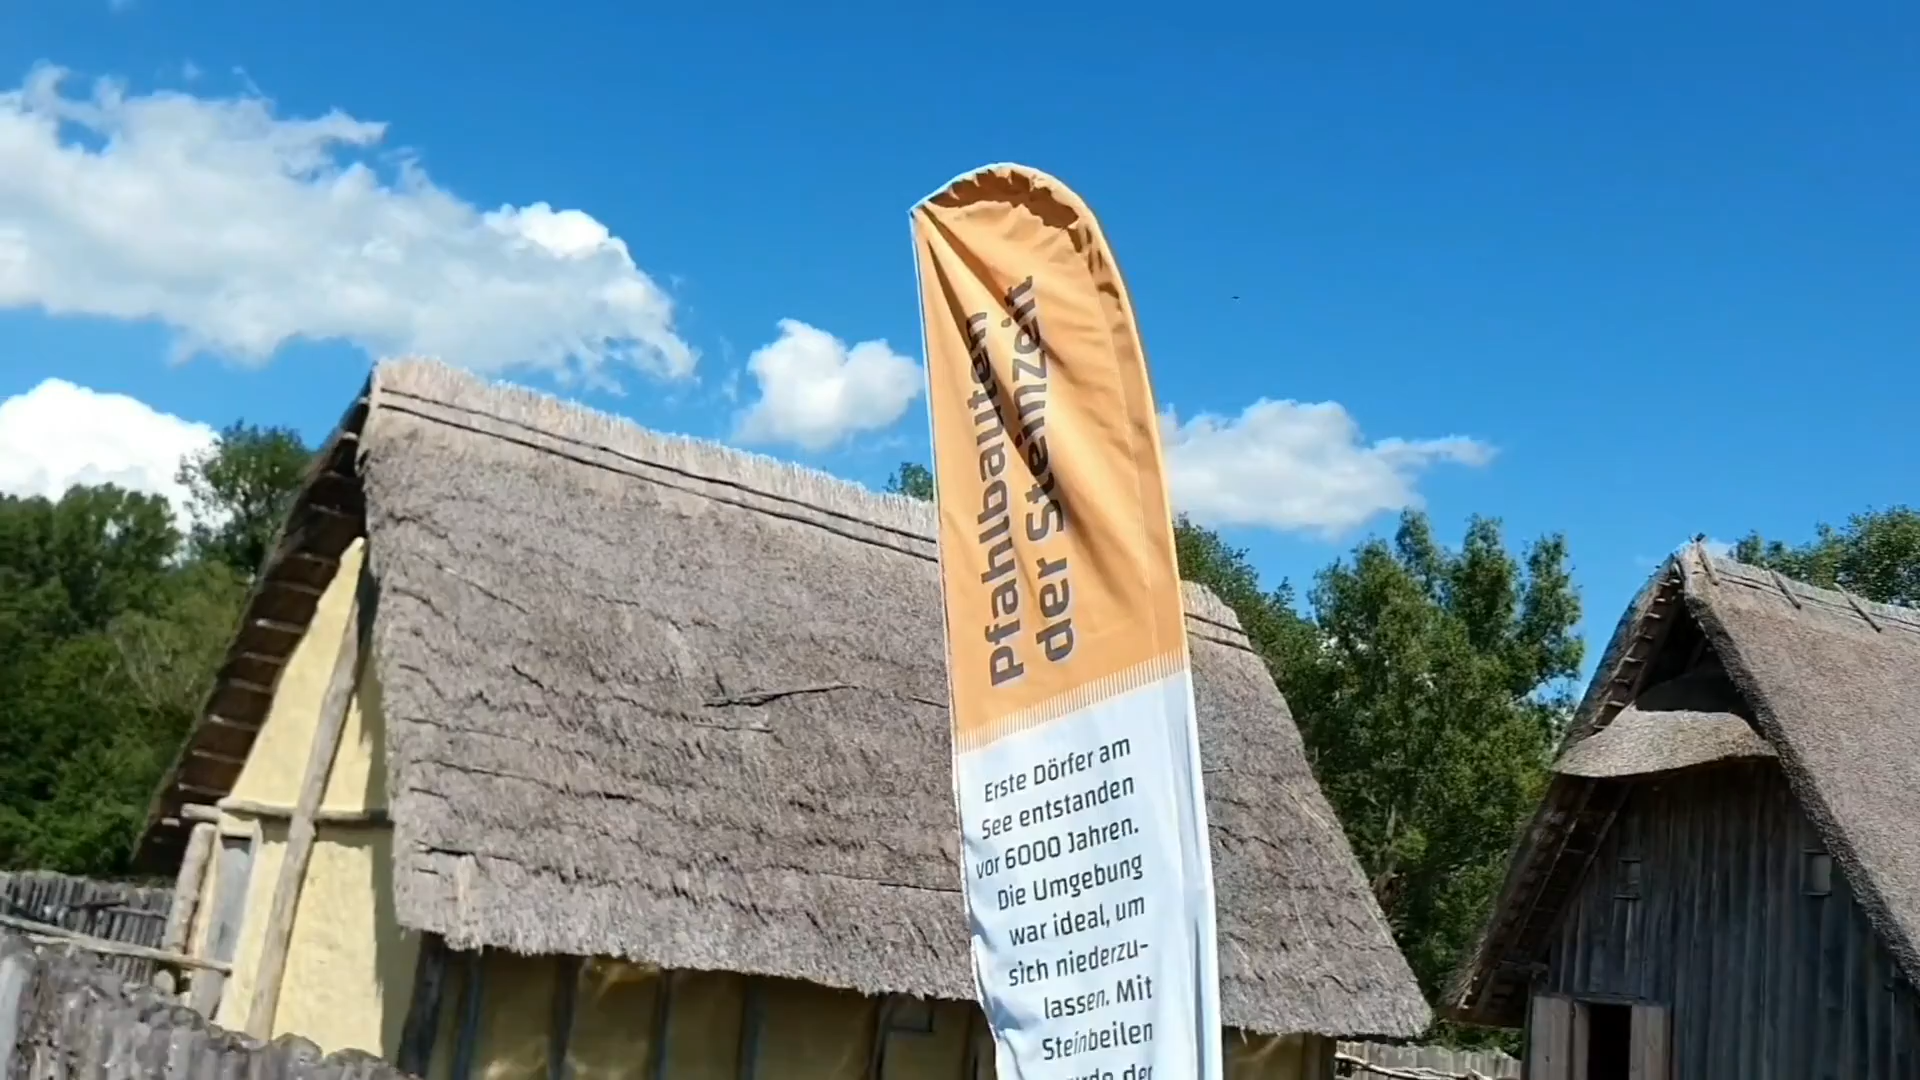 Pfahlbauten
der Steinzeit
Erste Dörfer am
See entstanden
vor 6000 Jahren.
Die Umgebung
war ideal, um
sich niederzu-
lassen. Mit
Steinbeilen
der